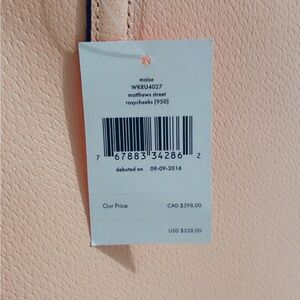 maise
WKRU4027
matthews street
rosycheeks (950)
7 67883 34286 2
debuted on 09-09-2016
Our Price CAD $398.00
USD $328.00